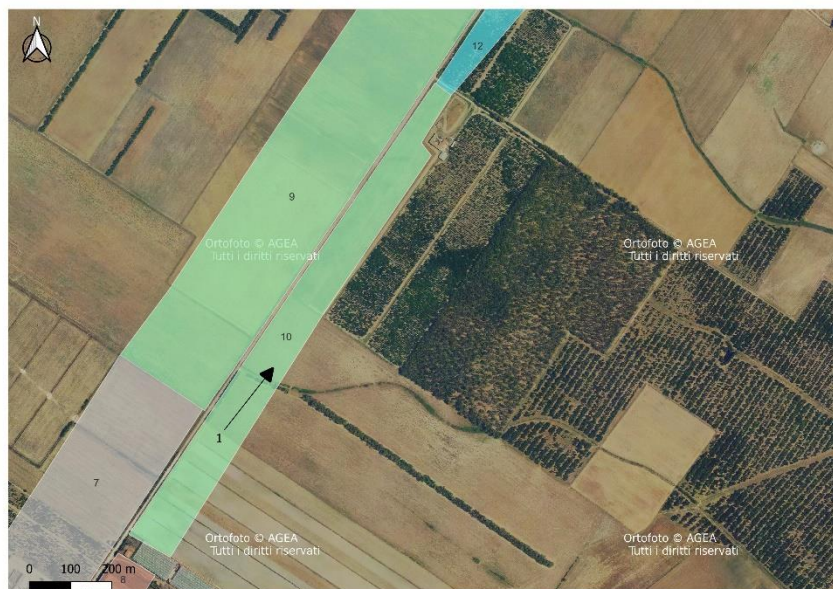 N
12
9
Ortofoto © AGEA
Tutti i diritti riservati
Ortofoto © AGEA
Tutti i diritti riservati
10
1
7
Ortofoto © AGEA
Tutti i diritti riservati
Ortofoto © AGEA
Tutti i diritti riservati
8
0 100 200 m